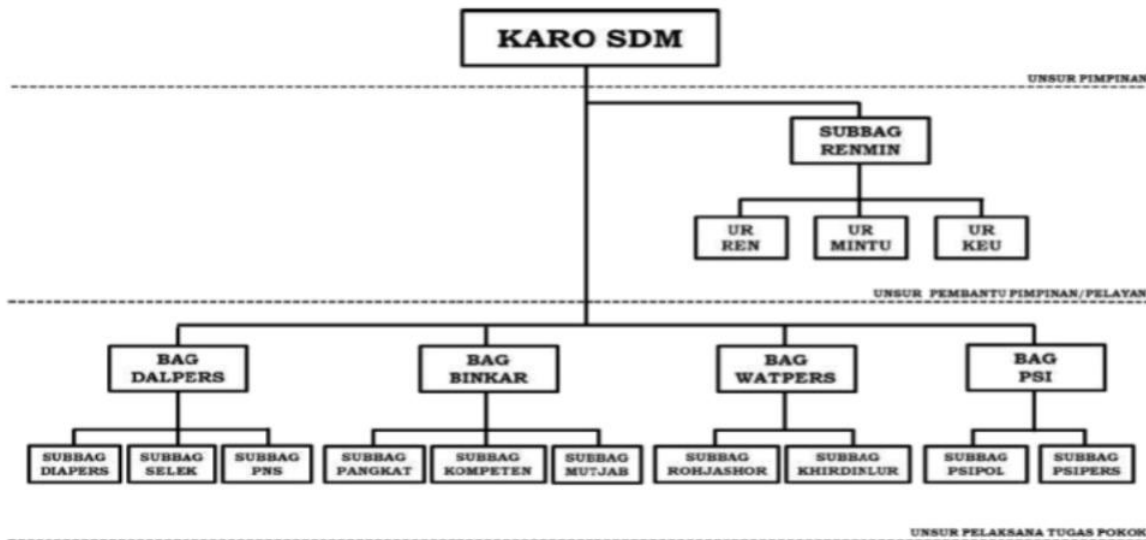 KARO SDM
UNSUR PIMPINAN
SUBBAG
RENMIN
UR
REN
UR
MINTU
UR
KEU
UNSUR PEMBANTU PIMPINAN/PELAYAN
BAG
DALPERS
BAG
BINKAR
BAG
WATPERS
BAG
PSI
SUBBAG
DIAPERS
SUBBAG
SELEK
SUBBAG
PNS
SUBBAG
PANGKAT
SUBBAG
KOMPETEN
SUBBAG
MUTJAB
SUBBAG
ROHJASHOR
SUBBAG
KHIRDINLUR
SUBBAG
PSIPOL
SUBBAG
PSIPERS
UNSUR PELAKSANA TUGAS POKOK